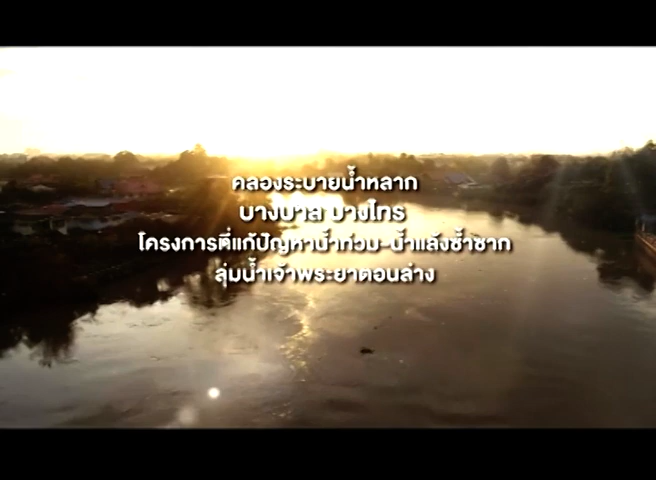 คลองระบายน้ำหลาก
บางบาล บางไทร
โครงการที่แก้ปัญหาน้ำท่วม-น้ำแล้งซ้ำซาก
ลุ่มน้ำเจ้าพระยาตอนล่าง